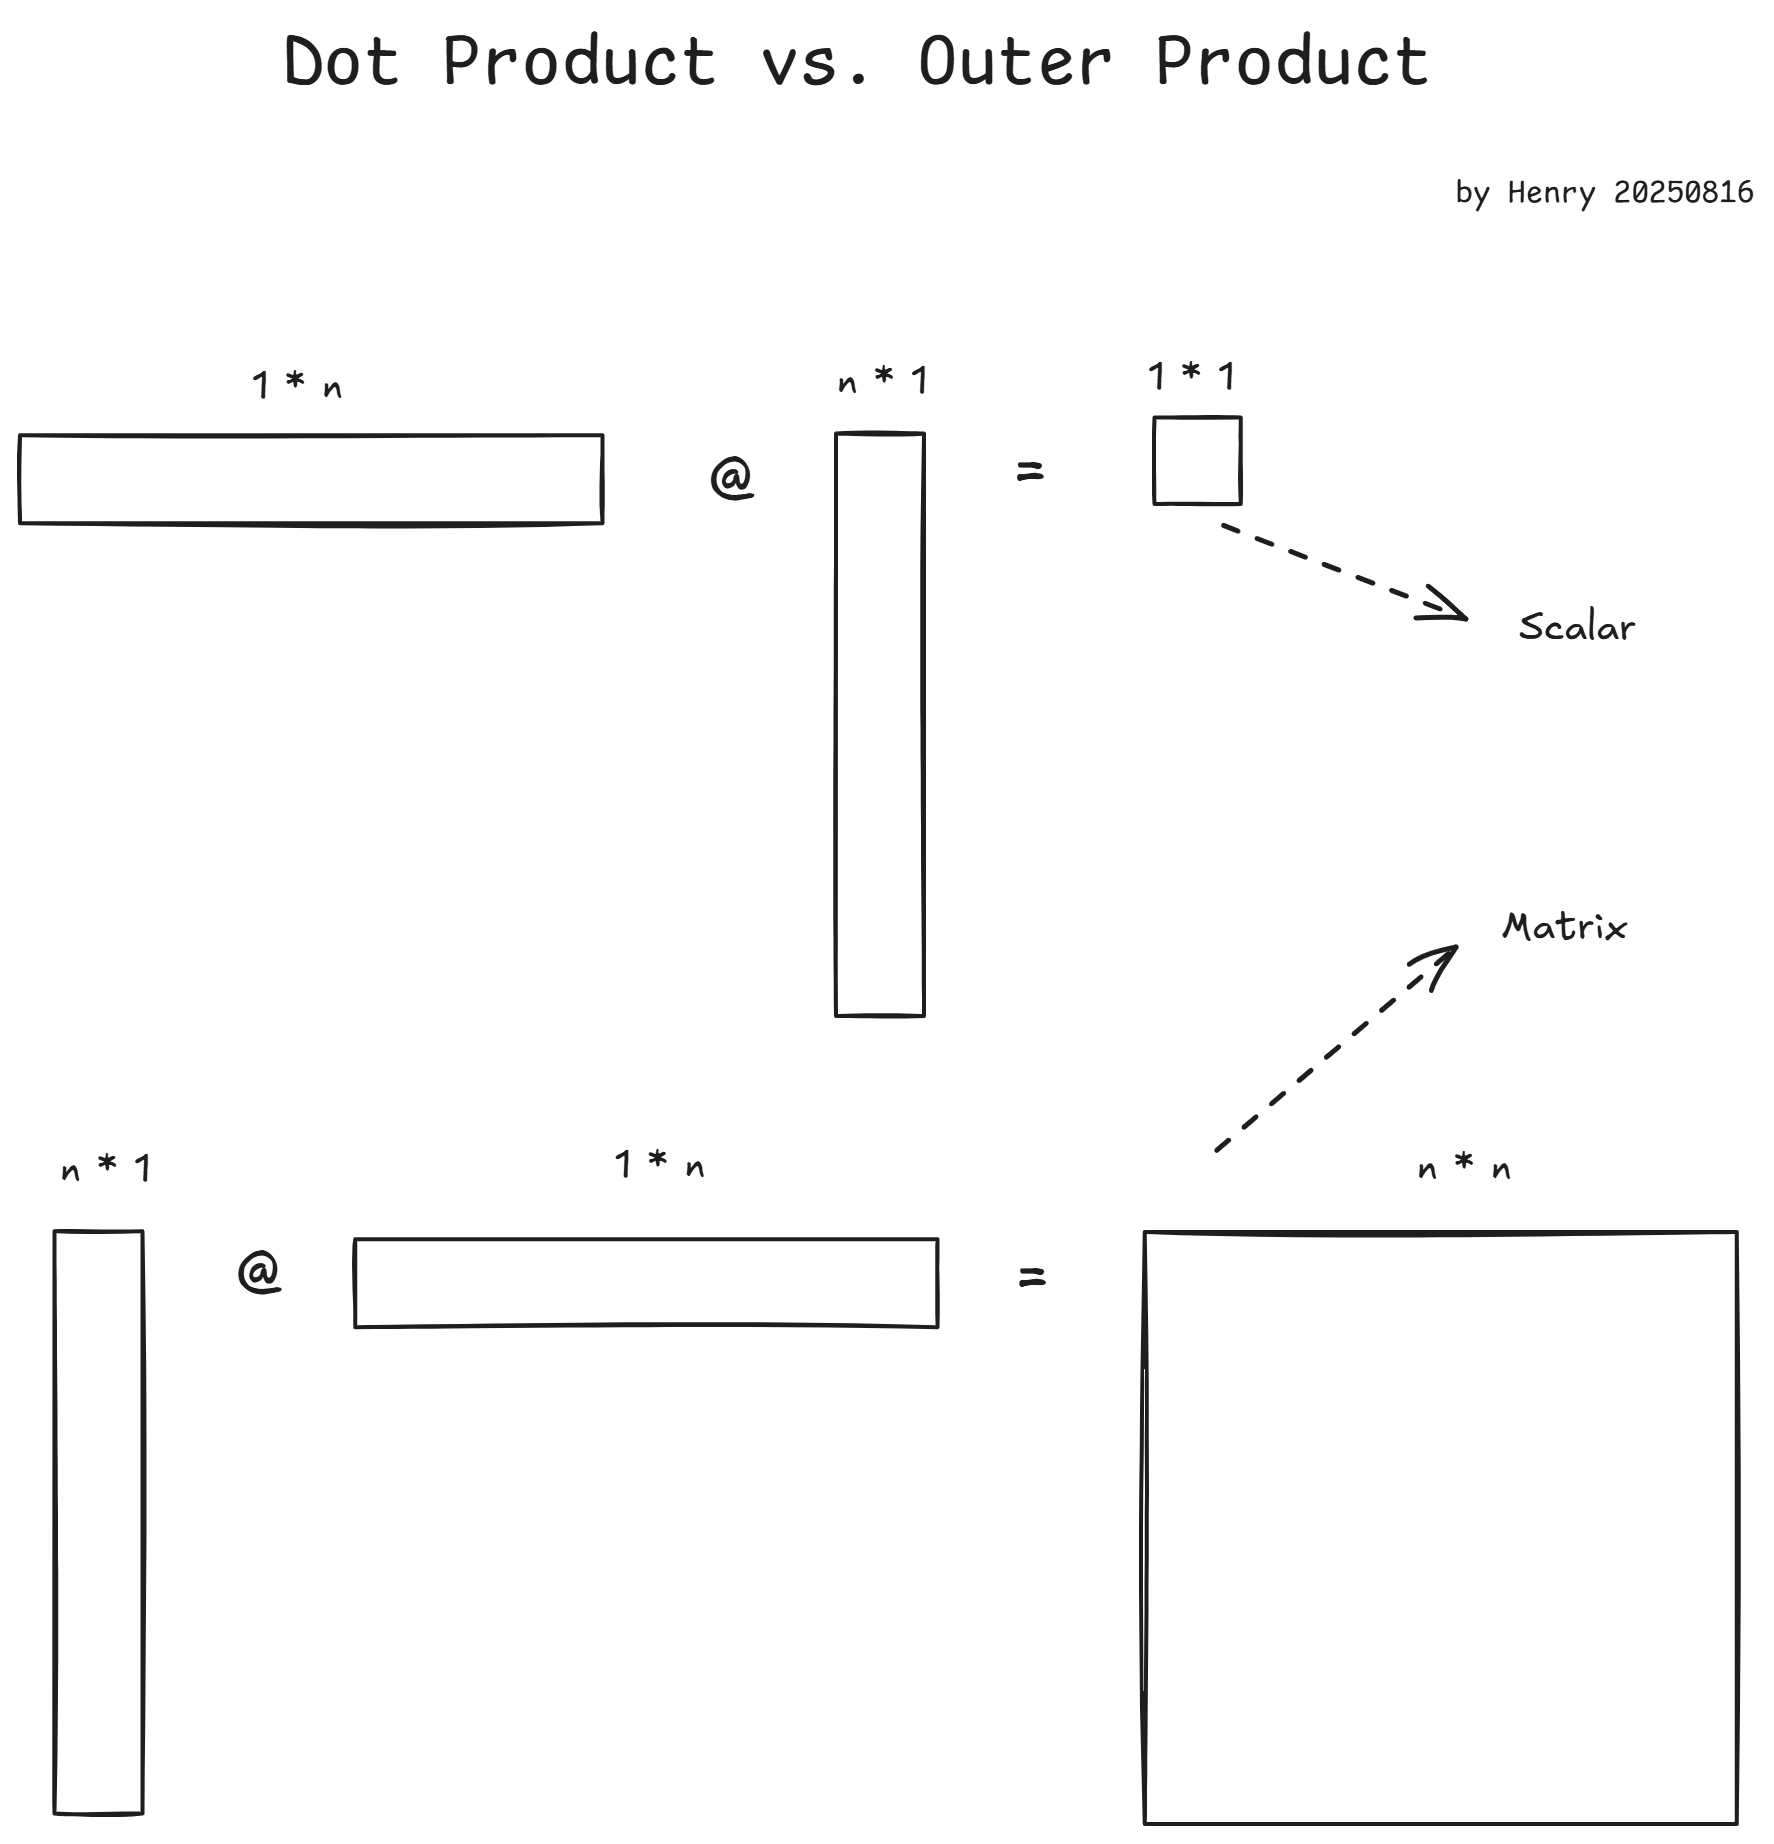 Dot Product vs. Outer Product
by Henry 20250816
1 * n
n * 1
1 * 1
@
=
Scalar
Matrix
n * 1
1 * n
n * n
@
=